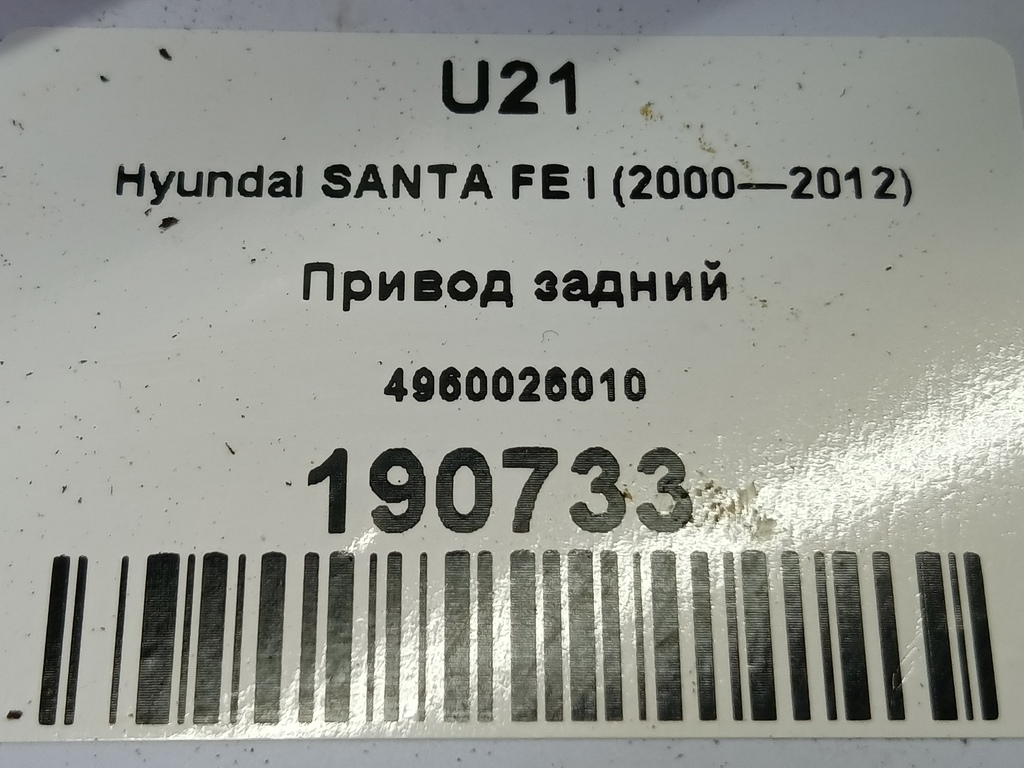 U21
Hyundai SANTA FE I (2000—2012)
Привод задний
4960026010
190733